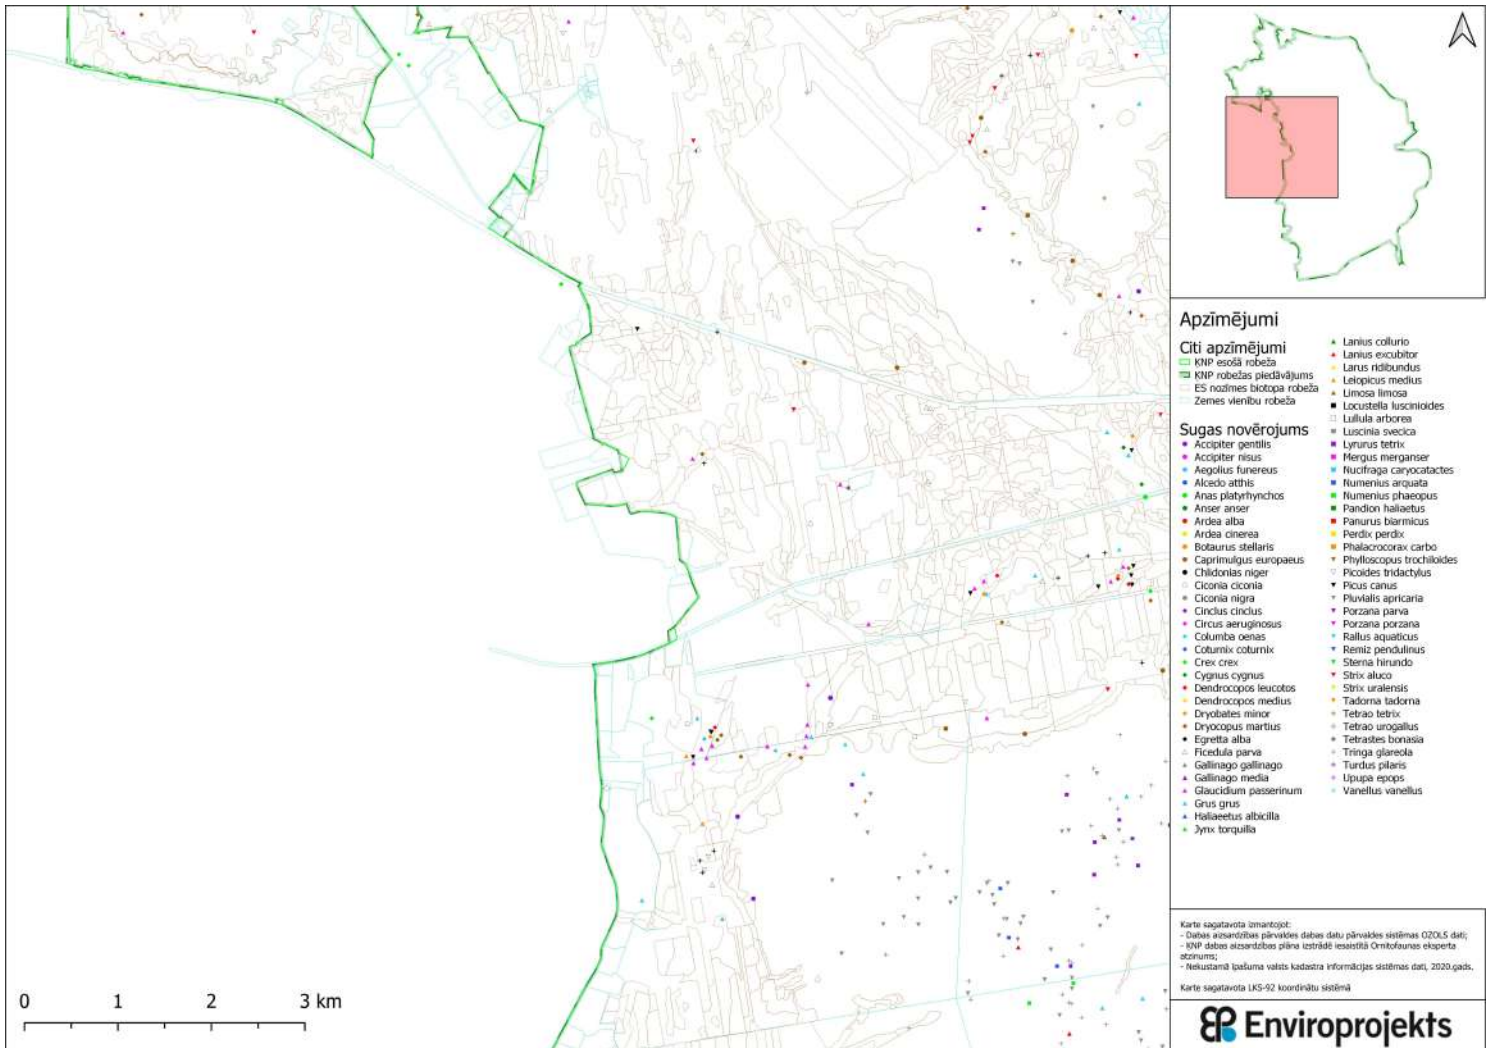 Apzīmējumi
Citi apzīmējumi
ĶNP esošā robeža
ĶNP robežas piedāvājums
ES nozīmes biotopa robeža
Zemes vienību robeža
Sugas novērojums
Accipiter gentilis
Accipiter nisus
Aegolius funereus
Alcedo atthis
Anas platyrhynchos
Anser anser
Ardea alba
Ardea cinerea
Botaurus stellaris
Caprimulgus europaeus
Chlidonias niger
Ciconia ciconia
Ciconia nigra
Cinclus cinclus
Circus aeruginosus
Columba oenas
Coturnix coturnix
Crex crex
Cygnus cygnus
Dendrocopos leucotos
Dendrocopos medius
Dryobates minor
Dryocopus martius
Egretta alba
Ficedula parva
Gallinago gallinago
Gallinago media
Glaucidium passerinum
Grus grus
Haliaeetus albicilla
Jynx torquilla
Lanius collurio
Lanius excubitor
Larus ridibundus
Leiopicus medius
Limosa limosa
Locustella luscinioides
Lullula arborea
Luscinia svecica
Lyrurus tetrix
Mergus merganser
Nucifraga caryocatactes
Numenius arquata
Numenius phaeopus
Pandion haliaetus
Panurus biarmicus
Perdix perdix
Phalacrocorax carbo
Phylloscopus trochiloides
Picoides tridactylus
Picus canus
Pluvialis apricaria
Porzana parva
Porzana porzana
Rallus aquaticus
Remiz pendulinus
Sterna hirundo
Strix aluco
Strix uralensis
Tadorna tadorna
Tetrao tetrix
Tetrao urogallus
Tetrastes bonasia
Tringa glareola
Turdus pilaris
Upupa epops
Vanellus vanellus
Karte sagatavota izmantojot:
- Dabas aizsardzības pārvaldes dabas datu pārvaldes sistēmas OZOLS dati;
- ĶNP dabas aizsardzības plāna izstrādē iesaistītā Ornitofaunas eksperta
atzinums;
- Nekustamā īpašuma valsts kadastra informācijas sistēmas dati, 2020.gads.
Karte sagatavota LKS-92 koordinātu sistēmā
0 1 2 3 km
Enviroprojekts